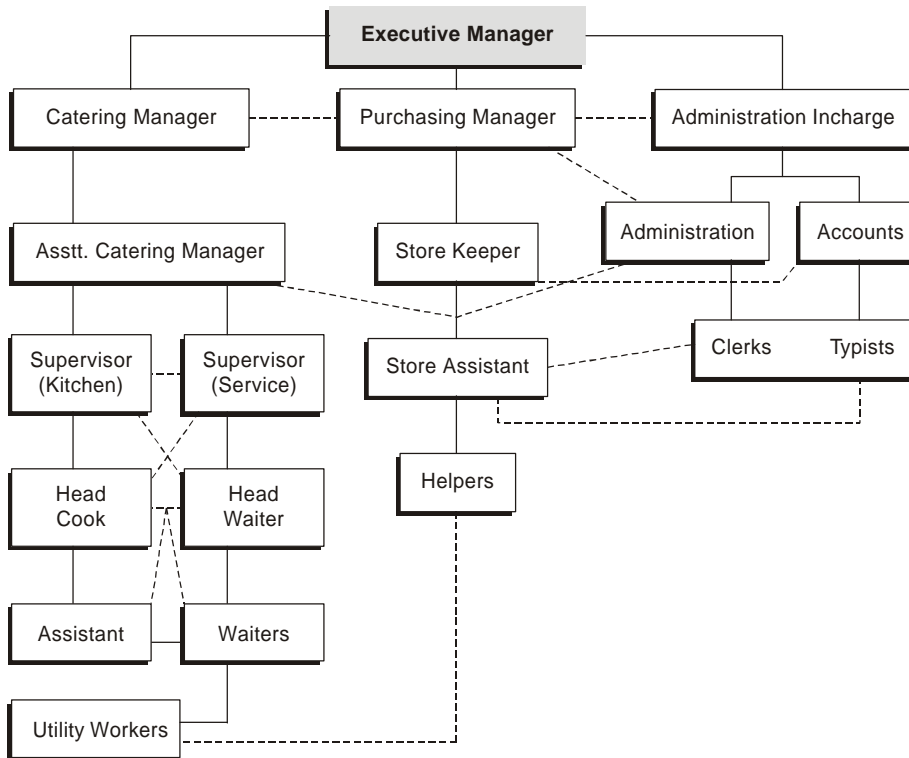 Executive Manager
Catering Manager
Purchasing Manager
Administration Incharge
Asstt. Catering Manager
Store Keeper
Administration
Accounts
Supervisor
(Kitchen)
Supervisor
(Service)
Store Assistant
Clerks
Typists
Head
Cook
Head
Waiter
Helpers
Assistant
Waiters
Utility Workers